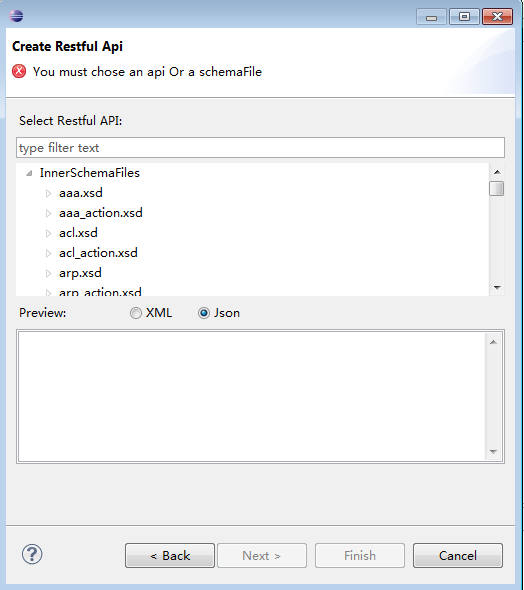 Create Restful Api
You must chose an api Or a schemaFile
Select Restful API:
type filter text
InnerSchemaFiles
aaa.xsd
aaa_action.xsd
acl.xsd
acl_action.xsd
arp.xsd
arp_action.xsd
Preview: XML Json
?
< Back Next > Finish Cancel